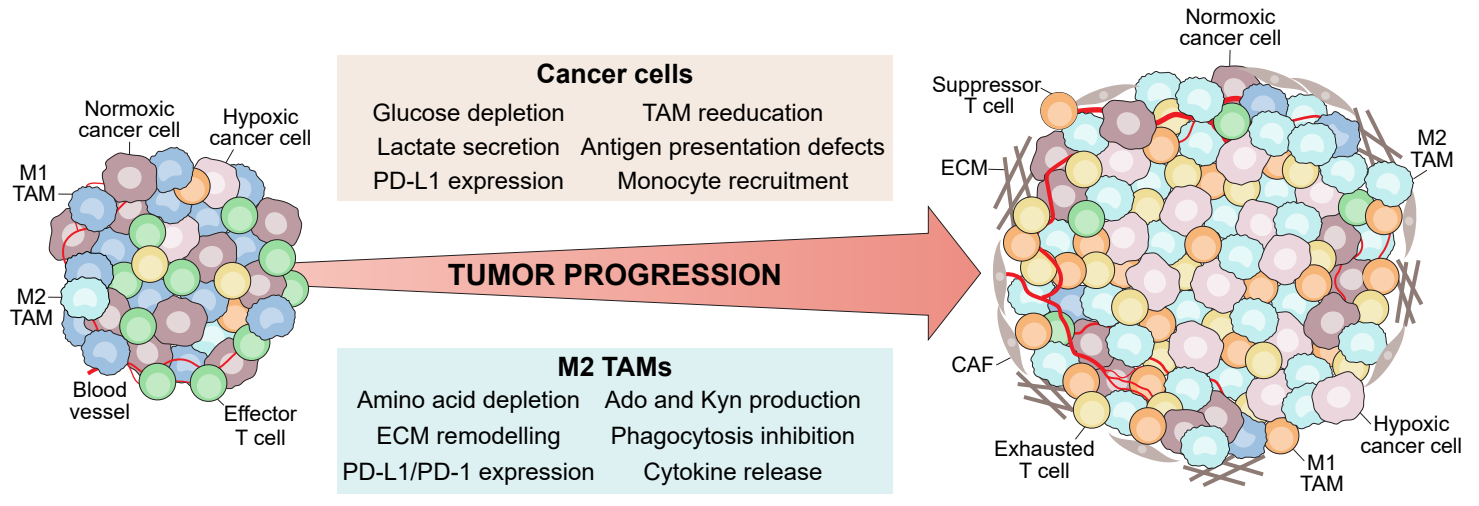 Normoxic
cancer cell
Hypoxic
cancer cell
M1
TAM
M2
TAM
Blood
vessel
Effector
T cell
Cancer cells
Glucose depletion TAM reeducation
Lactate secretion Antigen presentation defects
PD-L1 expression Monocyte recruitment
TUMOR PROGRESSION
M2 TAMs
Amino acid depletion Ado and Kyn production
ECM remodelling Phagocytosis inhibition
PD-L1/PD-1 expression Cytokine release
Normoxic
cancer cell
Suppressor
T cell
ECM
M2
TAM
CAF
Exhausted
T cell
M1
TAM
Hypoxic
cancer cell